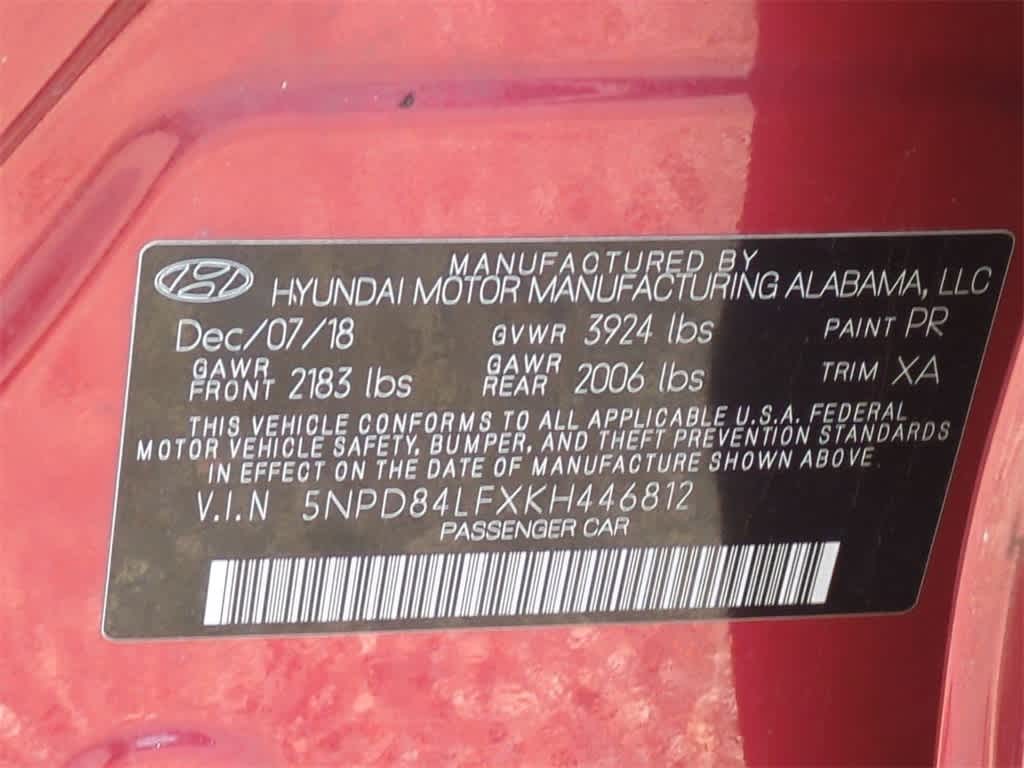 MANUFACTURED BY
HYUNDAI MOTOR MANUFACTURING ALABAMA, LLC
Dec/07/18 GVWR 3924 lbs PAINT PR
GAWR FRONT 2183 lbs GAWR REAR 2006 lbs TRIM XA
THIS VEHICLE CONFORMS TO ALL APPLICABLE U.S.A. FEDERAL
MOTOR VEHICLE SAFETY, BUMPER, AND THEFT PREVENTION STANDARDS
IN EFFECT ON THE DATE OF MANUFACTURE SHOWN ABOVE
V.I.N 5NPD84LFXKH446812
PASSENGER CAR